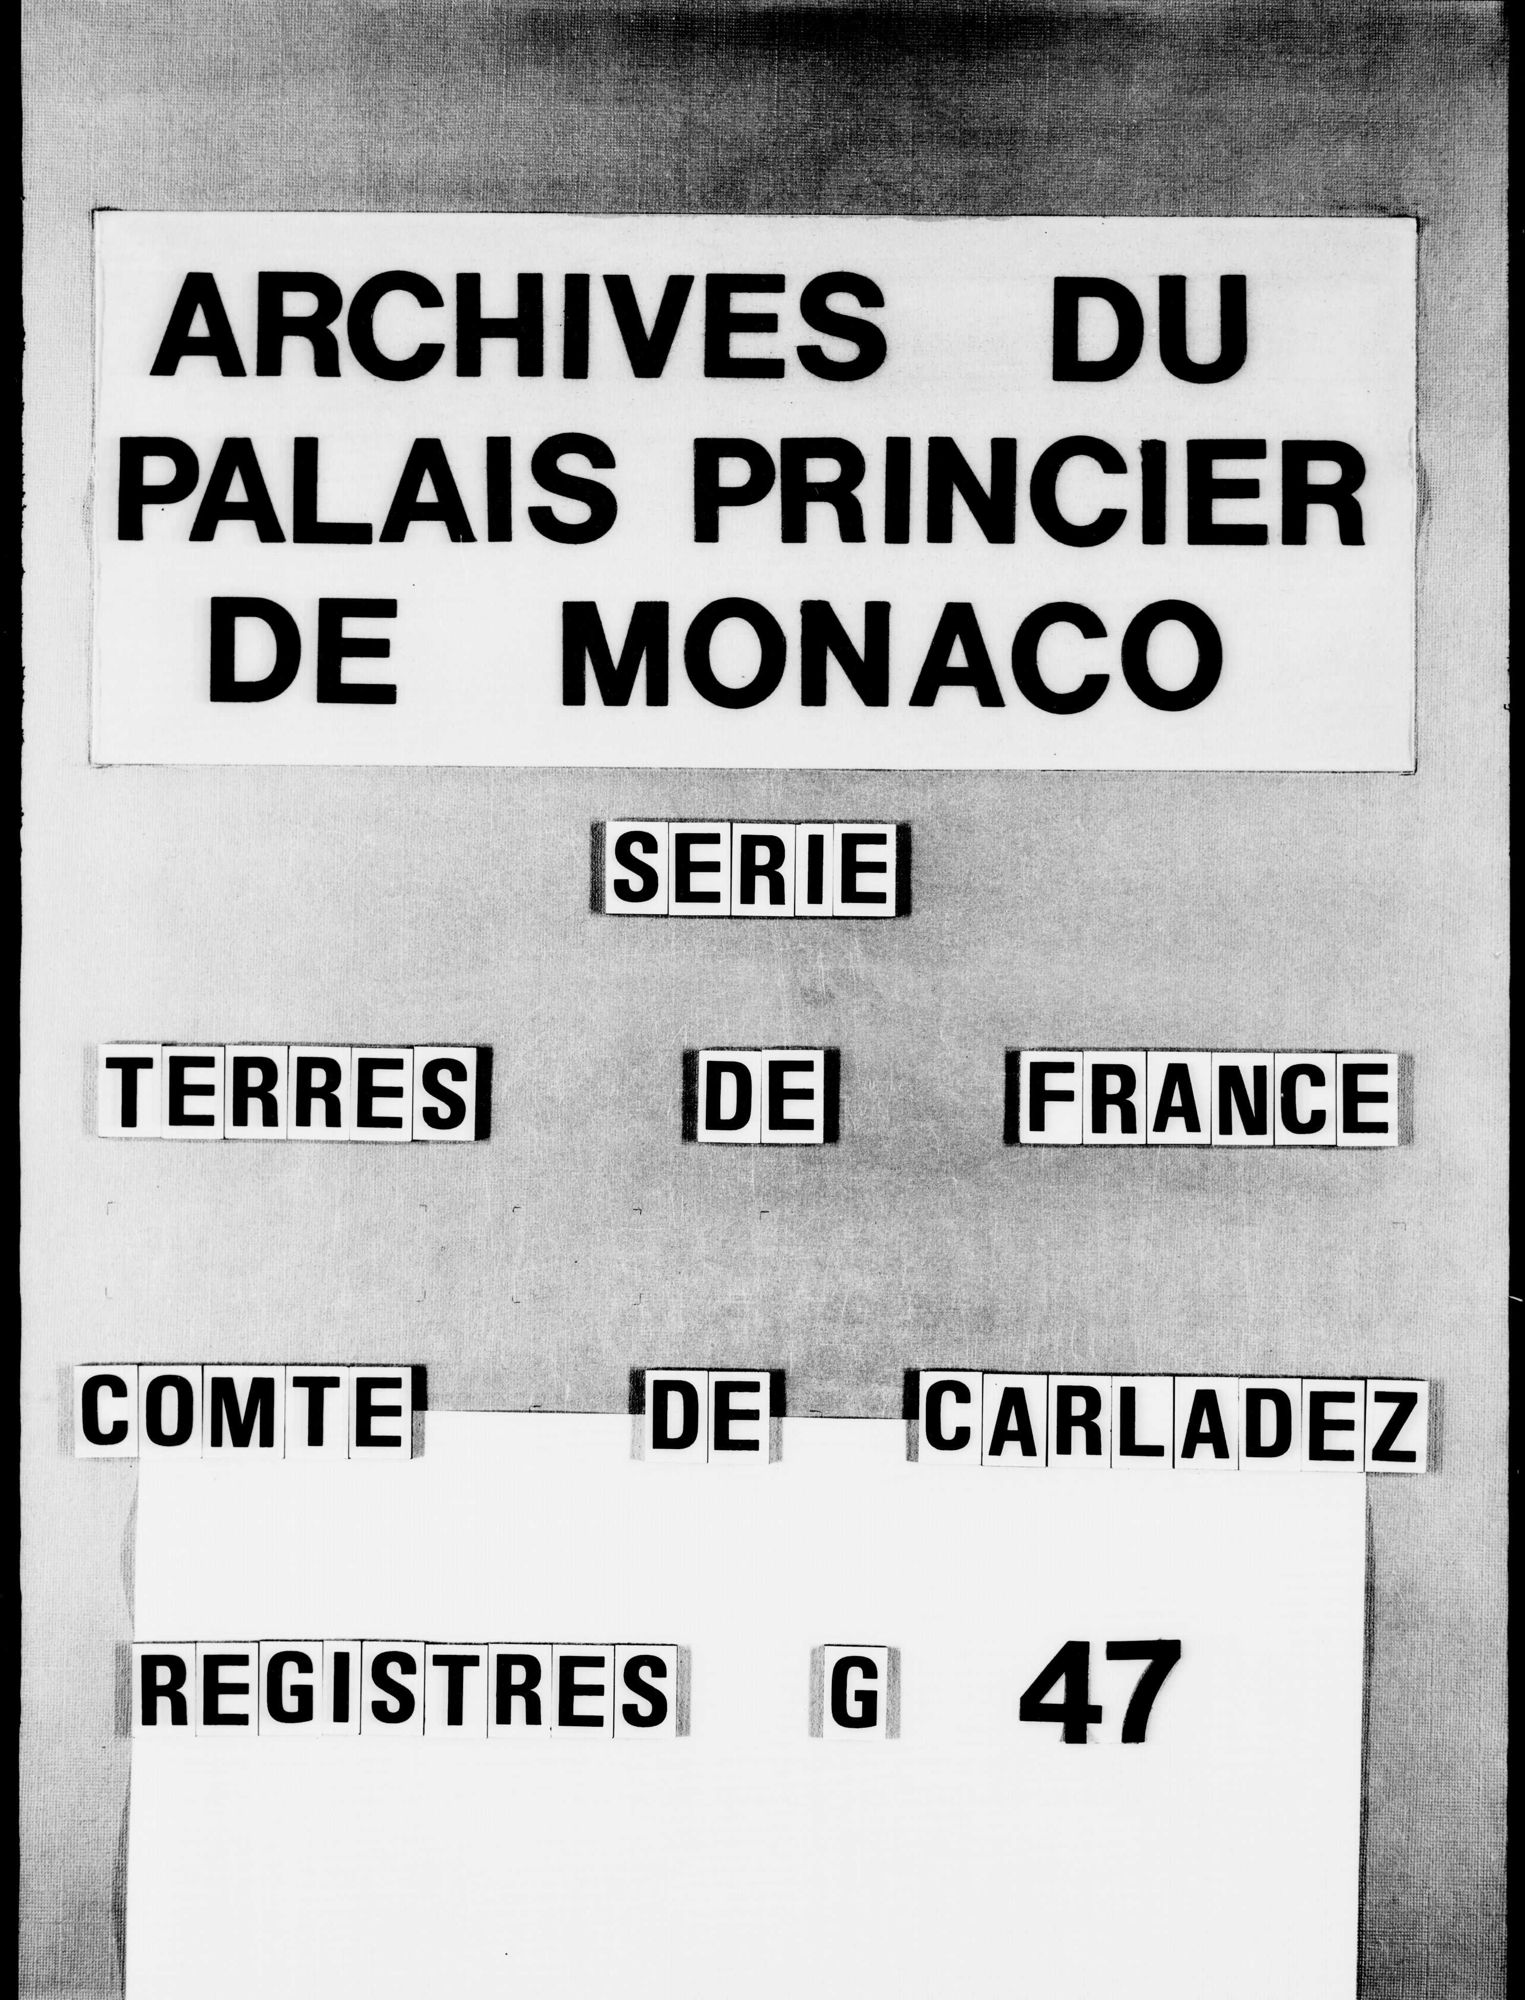 ARCHIVES DU
PALAIS PRINCIER
DE MONACO
SERIE
TERRES DE FRANCE
COMTE DE CARLADEZ
REGISTRES G 47